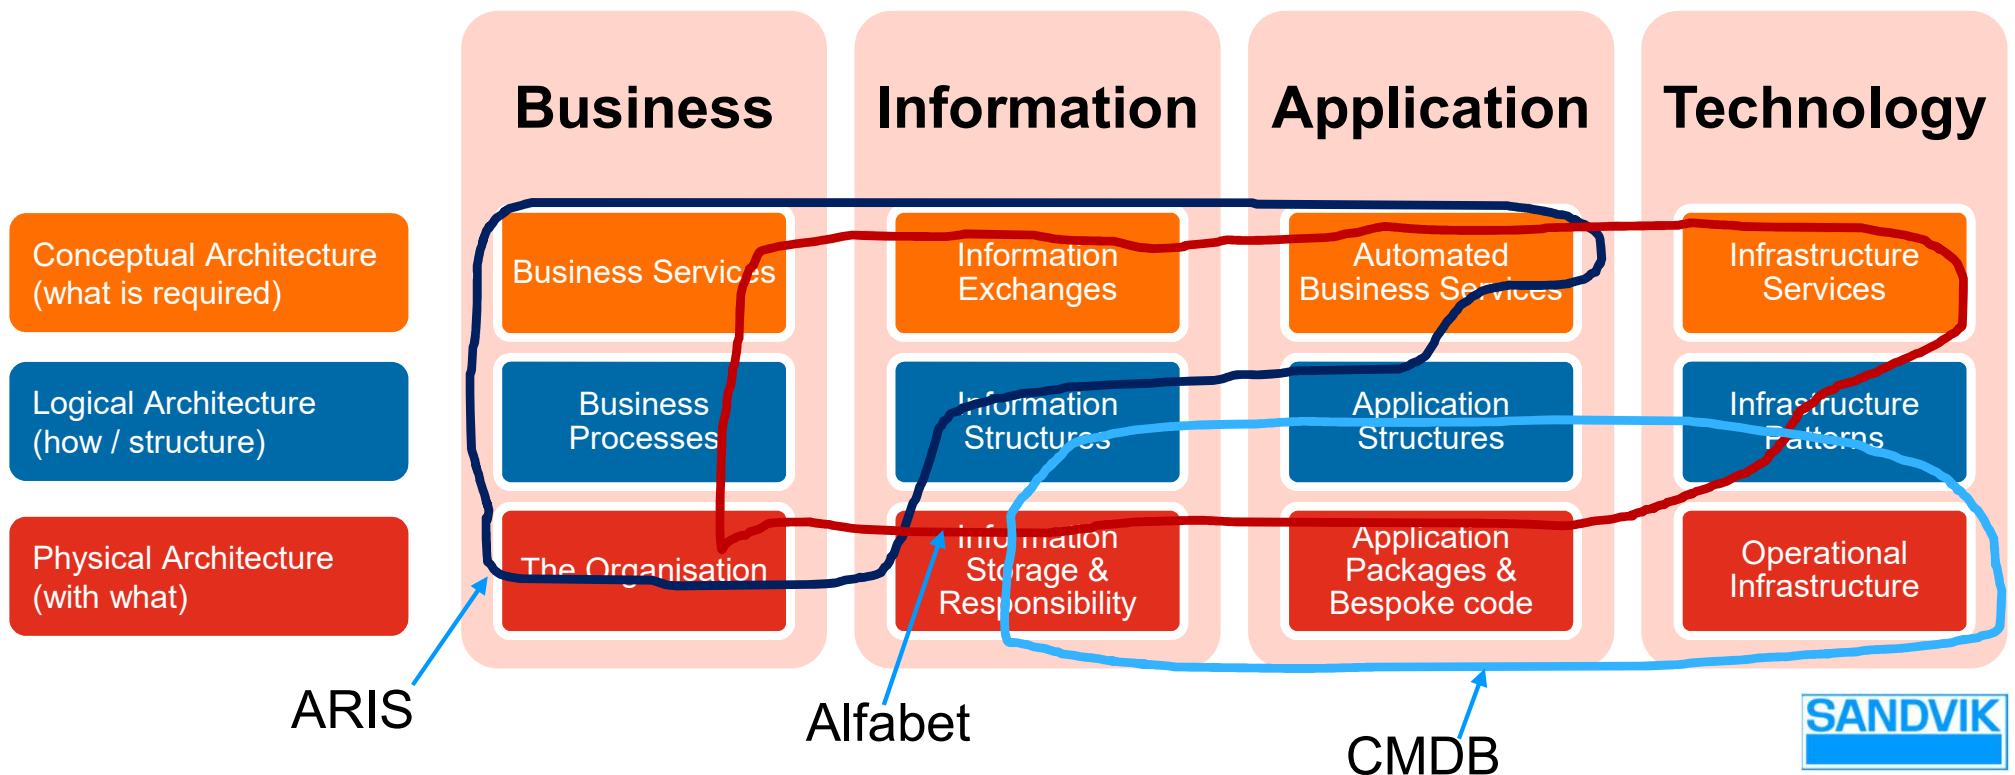 Business
Information
Application
Technology
Conceptual Architecture
(what is required)
Business Services
Information
Exchanges
Automated
Business Services
Infrastructure
Services
Logical Architecture
(how / structure)
Business
Processes
Information
Structures
Application
Structures
Infrastructure
Patterns
Physical Architecture
(with what)
The Organisation
Information
Storage &
Responsibility
Application
Packages &
Bespoke code
Operational
Infrastructure
ARIS
Alfabet
CMDB
SANDVIK